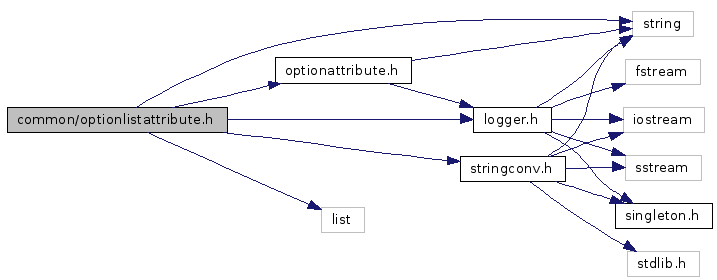 string
optionattribute.h
fstream
common/optionlistattribute.h
logger.h
iostream
stringconv.h
sstream
list
singleton.h
stdlib.h